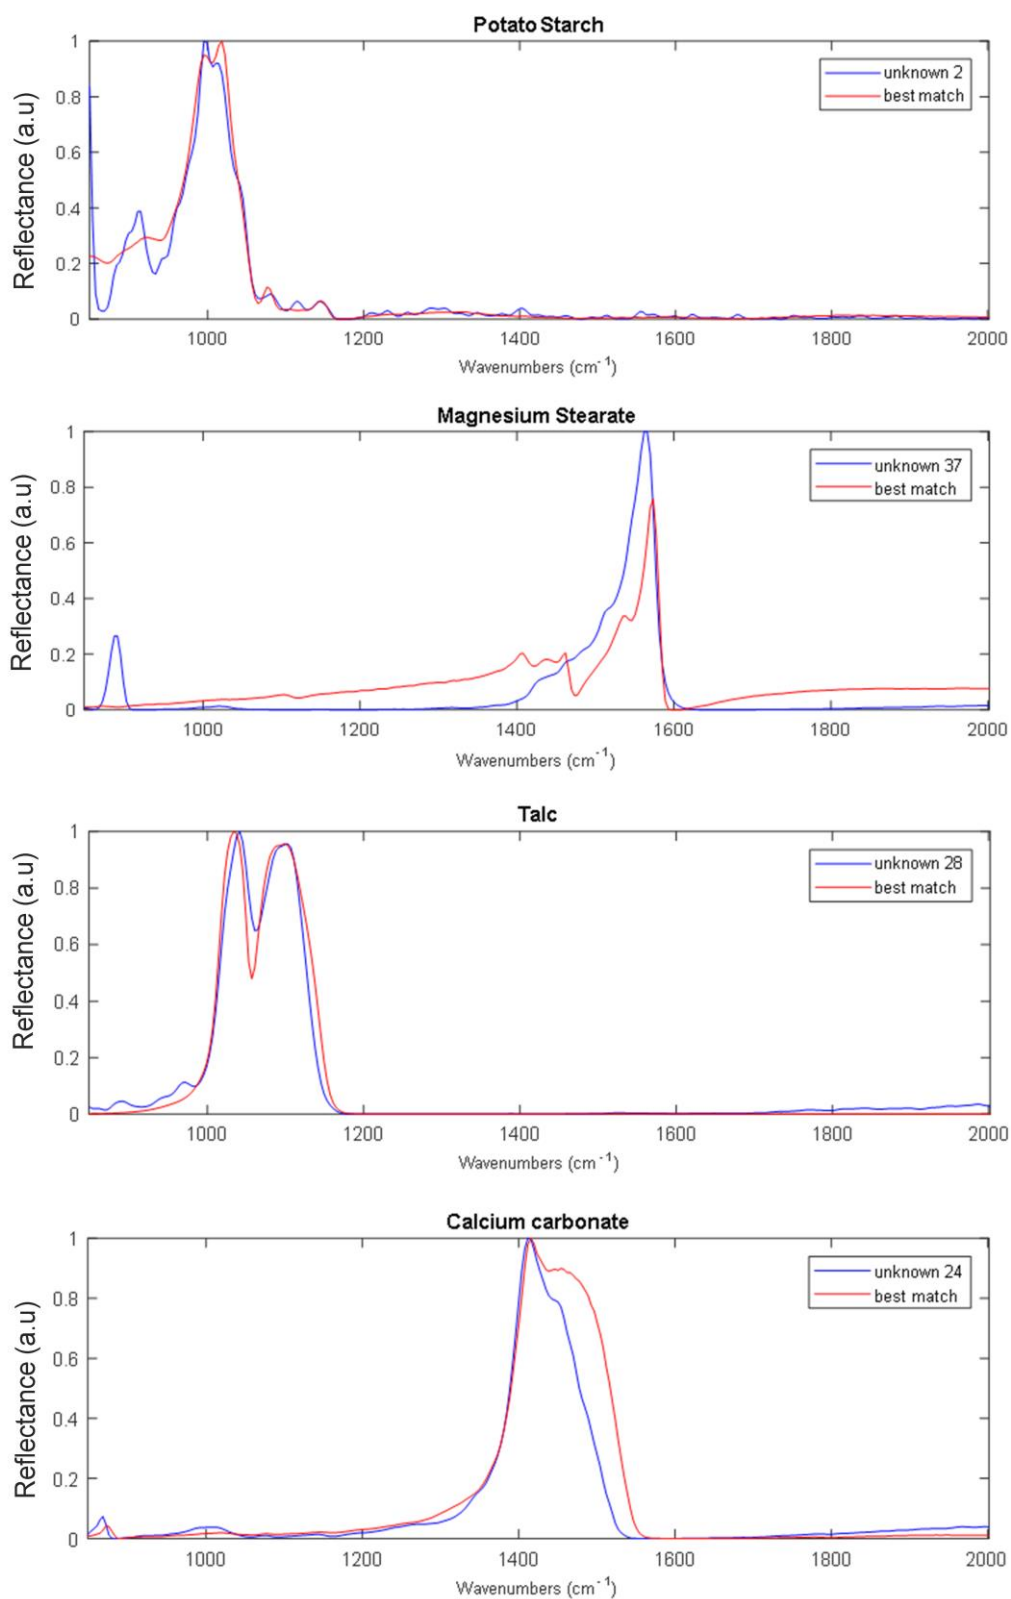 Potato Starch
Reflectance (a.u)
1
0.8
0.6
0.4
0.2
0
unknown 2
best match
1000 1200 1400 1600 1800 2000
Wavenumbers (cm⁻¹)
Magnesium Stearate
Reflectance (a.u)
1
0.8
0.6
0.4
0.2
0
unknown 37
best match
1000 1200 1400 1600 1800 2000
Wavenumbers (cm⁻¹)
Talc
Reflectance (a.u)
1
0.8
0.6
0.4
0.2
0
unknown 28
best match
1000 1200 1400 1600 1800 2000
Wavenumbers (cm⁻¹)
Calcium carbonate
Reflectance (a.u)
1
0.8
0.6
0.4
0.2
0
unknown 24
best match
1000 1200 1400 1600 1800 2000
Wavenumbers (cm⁻¹)